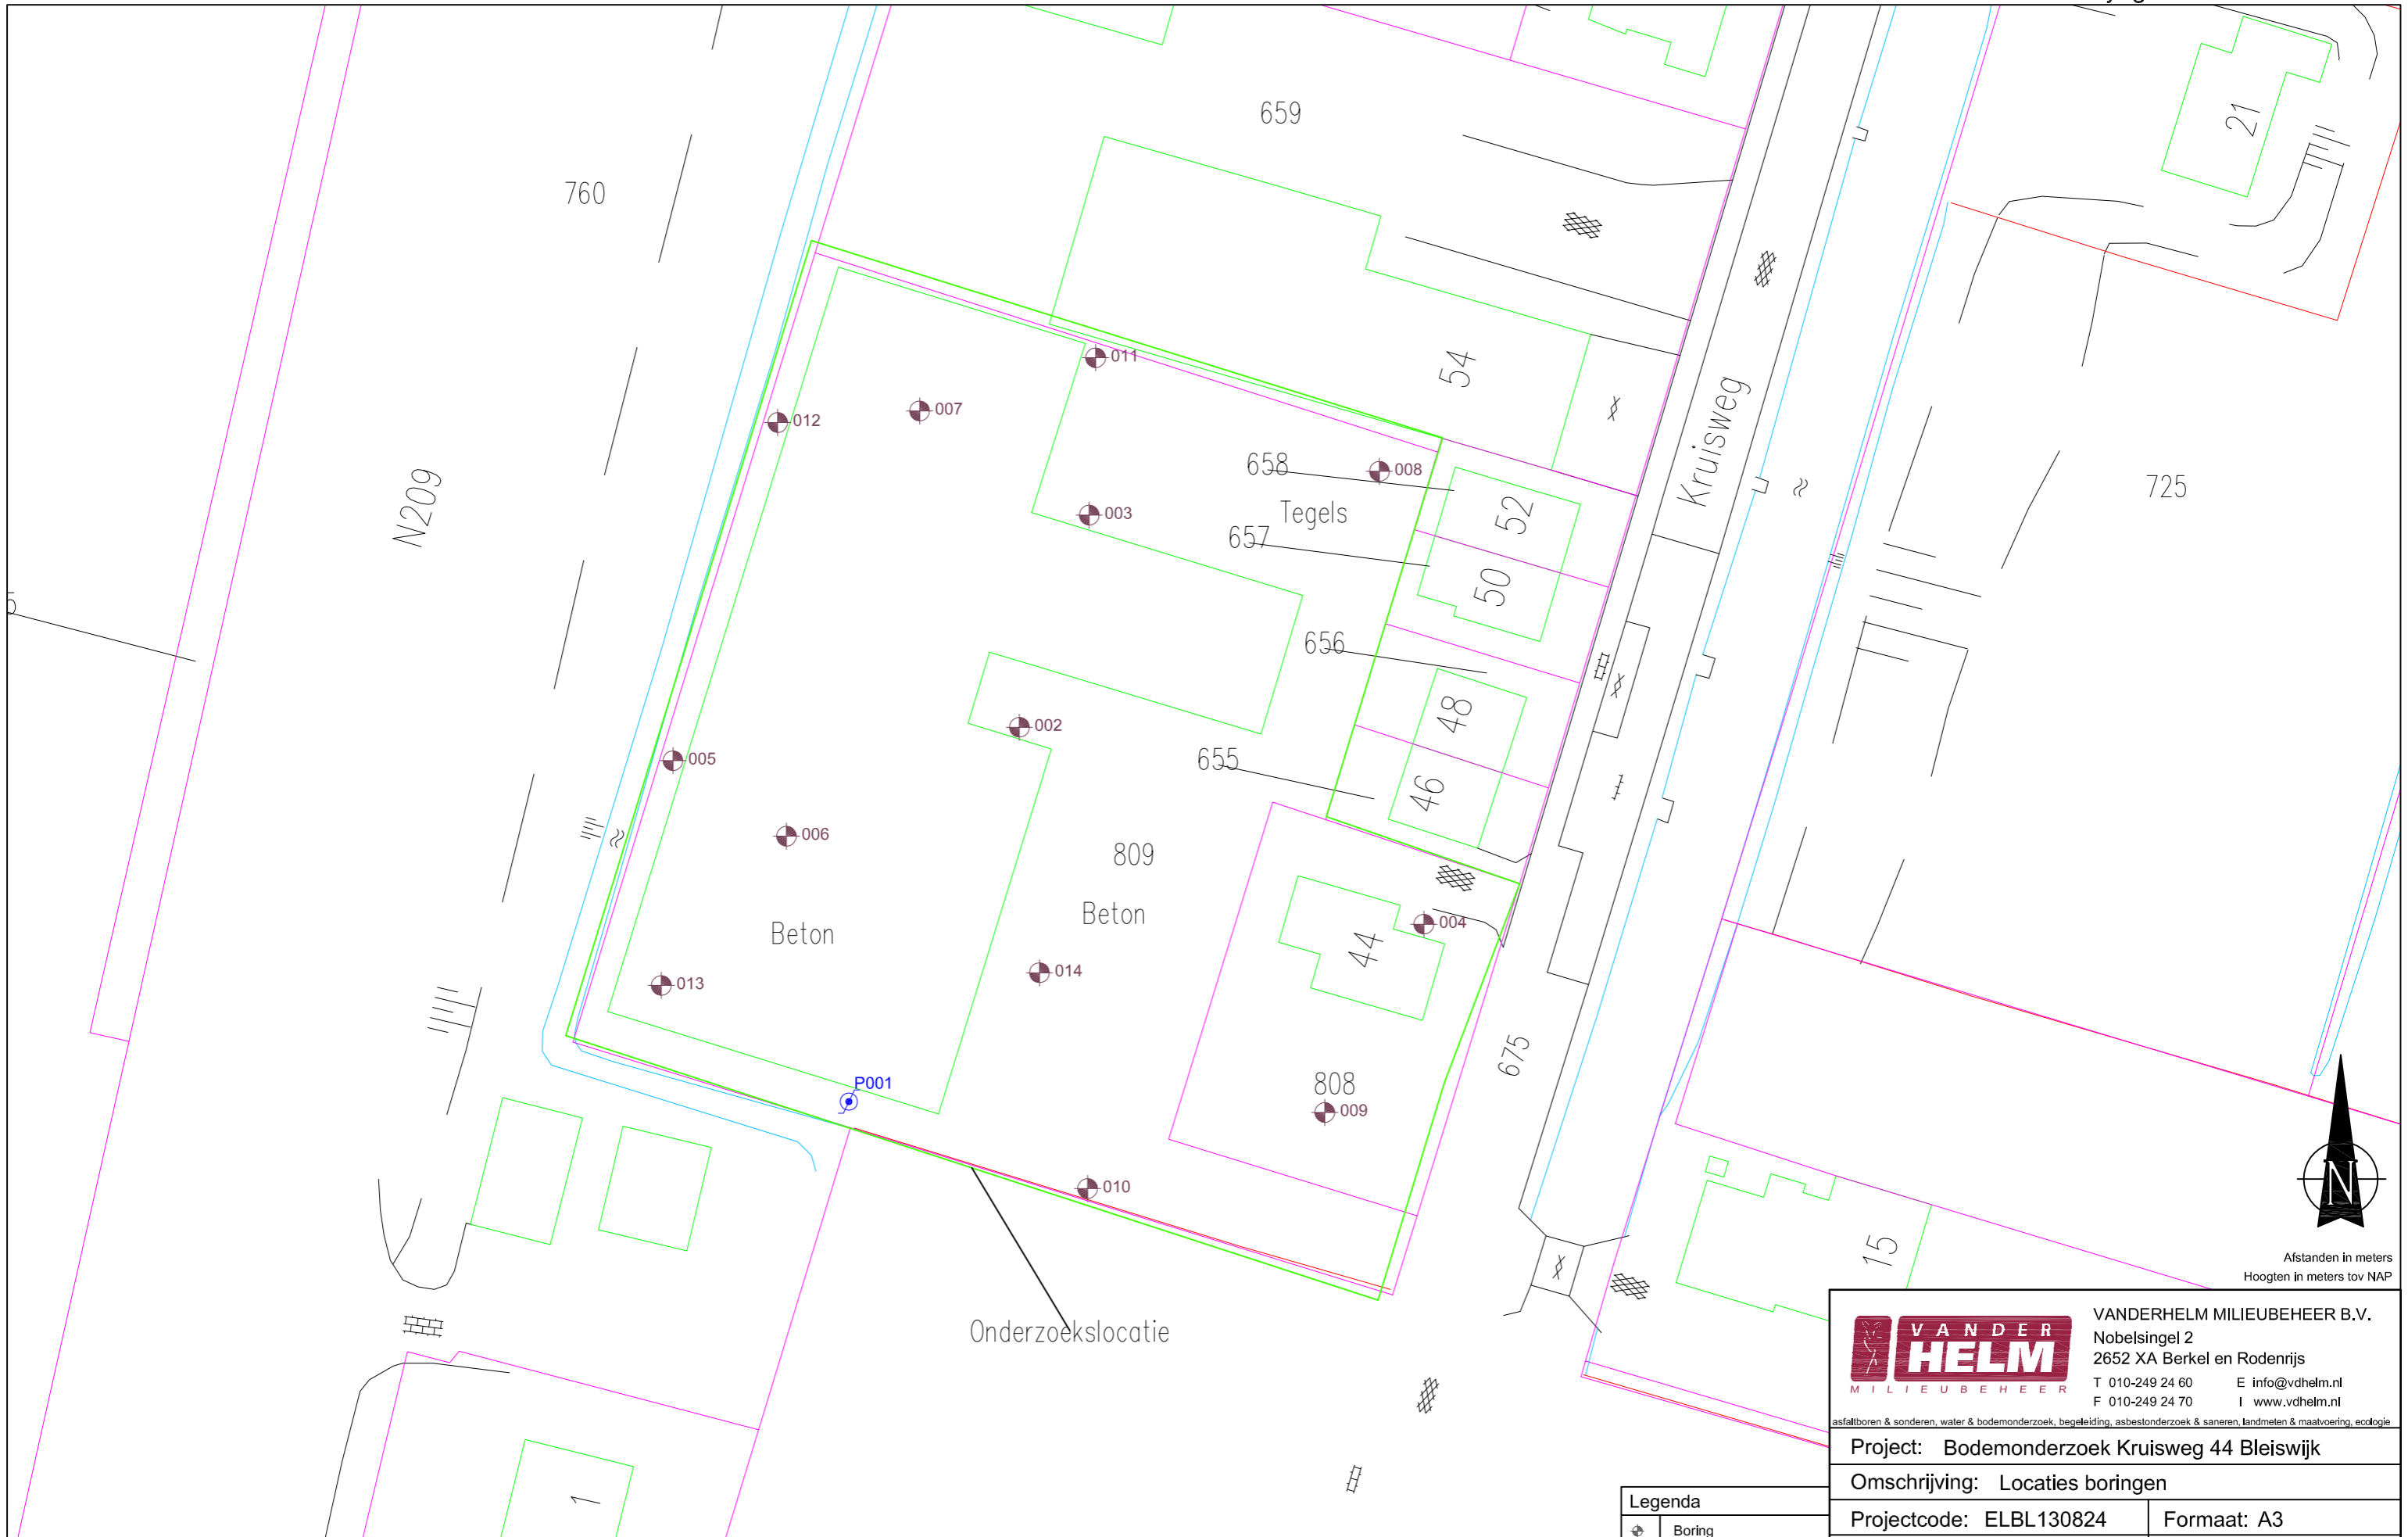 659
760
21
N209
54
Kruisweg
725
011
007
012
658
008
Tegels
003
52
657
50
656
48
002
655
46
005
006
809
Beton
Beton
004
44
014
013
675
P001
808
009
010
15
Onderzoekslocatie
1
N
Afstanden in meters
Hoogten in meters tov NAP
VANDER
HELM
MILIEUBEHEER
VANDERHELM MILIEUBEHEER B.V.
Nobelsingel 2
2652 XA Berkel en Rodenrijs
T 010-249 24 60 E info@vdhelm.nl
F 010-249 24 70 I www.vdhelm.nl
asfaltboren & sonderen, water & bodemonderzoek, begeleiding, asbestonderzoek & saneren, landmeten & maatvoering, ecologie
Project: Bodemonderzoek Kruisweg 44 Bleiswijk
Omschrijving: Locaties boringen
Projectcode: ELBL130824 Formaat: A3
Legenda
Boring